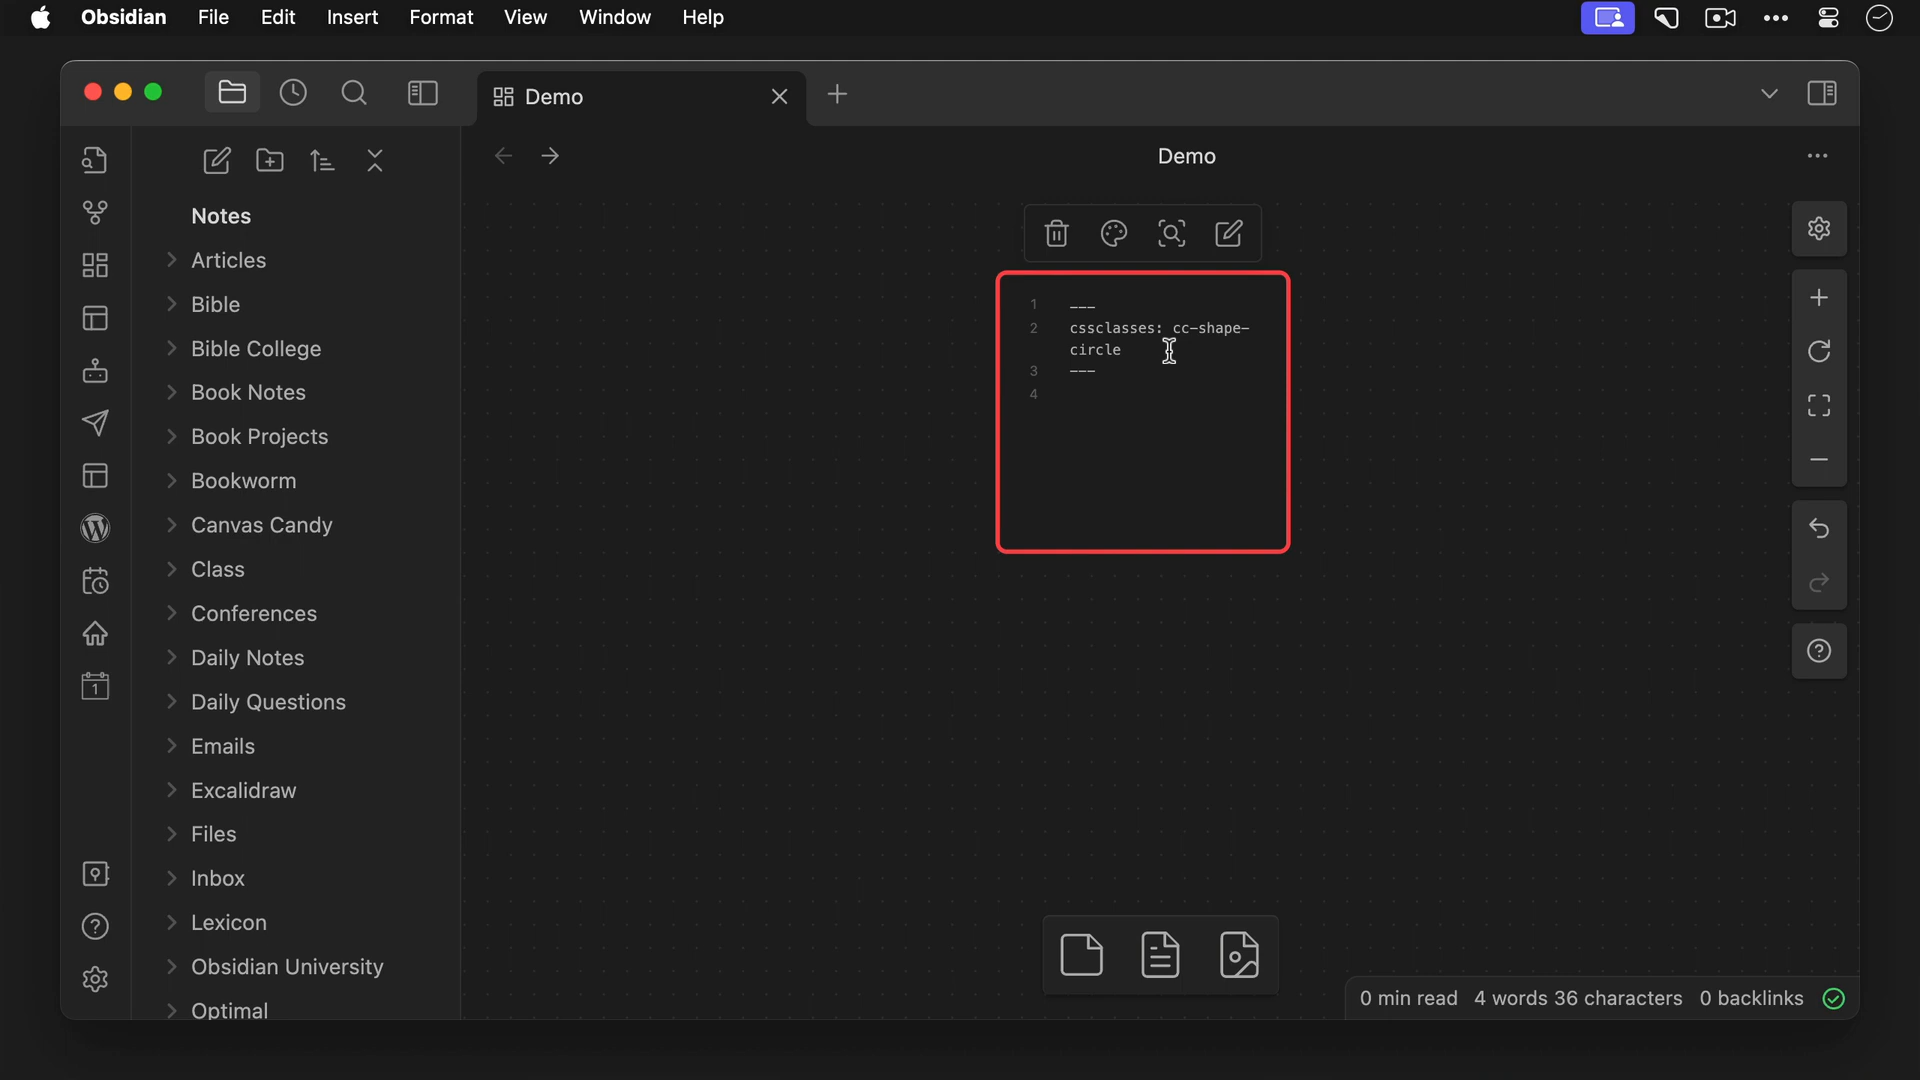 Obsidian File Edit Insert Format View Window Help
Demo
Demo
Notes
Articles
Bible
Bible College
Book Notes
Book Projects
Bookworm
Canvas Candy
Class
Conferences
Daily Notes
Daily Questions
Emails
Excalidraw
Files
Inbox
Lexicon
Obsidian University
Optimal
1 ---
2 cssclasses: cc-shape-
circle
3 ---
4
1
0 min read 4 words 36 characters 0 backlinks